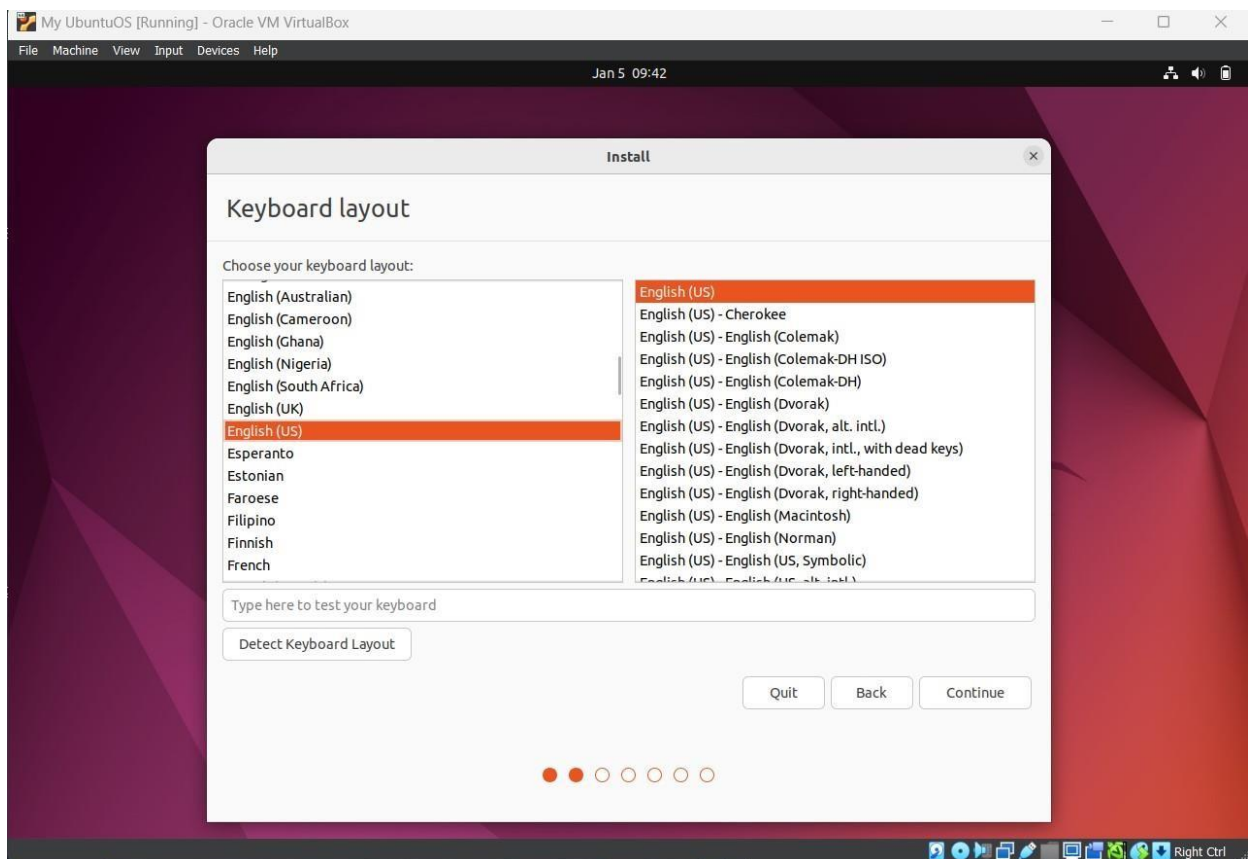 My UbuntuOS [Running] - Oracle VM VirtualBox
File Machine View Input Devices Help
Jan 5 09:42
Install
Keyboard layout
Choose your keyboard layout:
English (Australian)
English (Cameroon)
English (Ghana)
English (Nigeria)
English (South Africa)
English (UK)
English (US)
Esperanto
Estonian
Faroese
Filipino
Finnish
French
English (US)
English (US) - Cherokee
English (US) - English (Colemak)
English (US) - English (Colemak-DH ISO)
English (US) - English (Colemak-DH)
English (US) - English (Dvorak)
English (US) - English (Dvorak, alt. intl.)
English (US) - English (Dvorak, intl., with dead keys)
English (US) - English (Dvorak, left-handed)
English (US) - English (Dvorak, right-handed)
English (US) - English (Macintosh)
English (US) - English (Norman)
English (US) - English (US, Symbolic)
English (US) - English (US, alt. intl.)
Type here to test your keyboard
Detect Keyboard Layout
Quit Back Continue
Right Ctrl